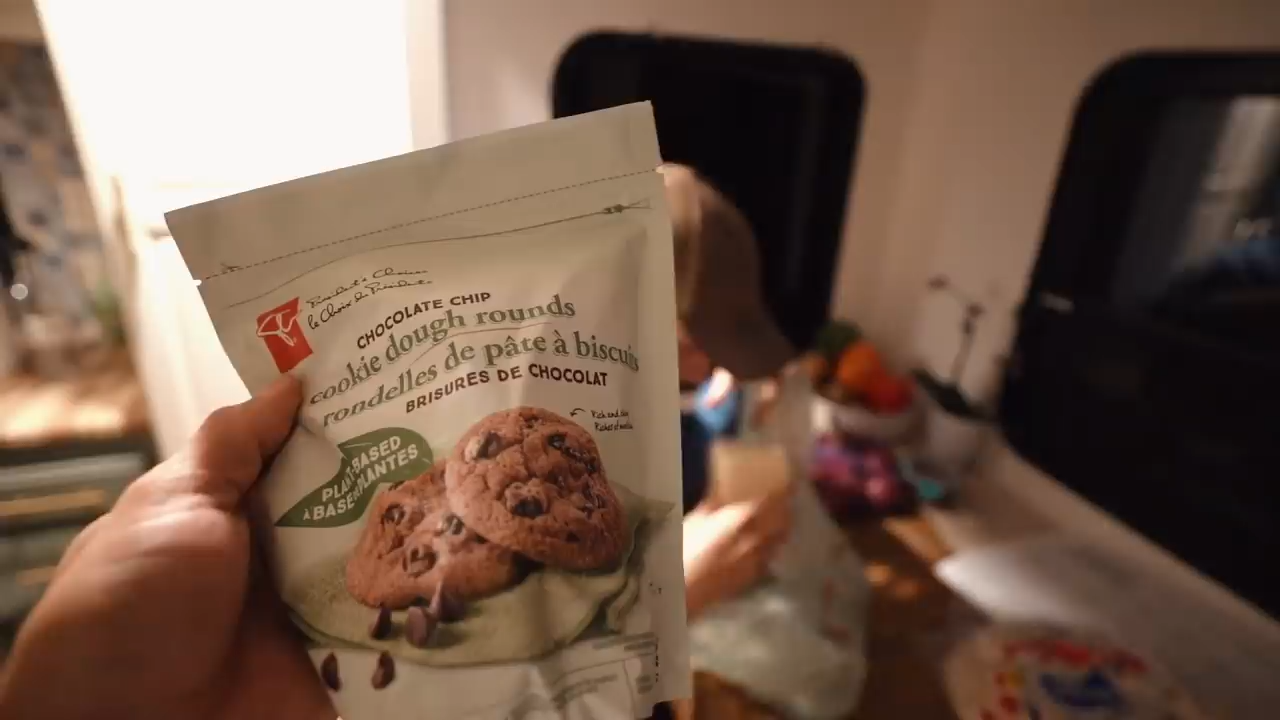 President's Choice
le Choix du Président
CHOCOLATE CHIP
cookie dough rounds
rondelles de pâte à biscuits
BRISURES DE CHOCOLAT
PLANT-BASED
À BASE DE PLANTES